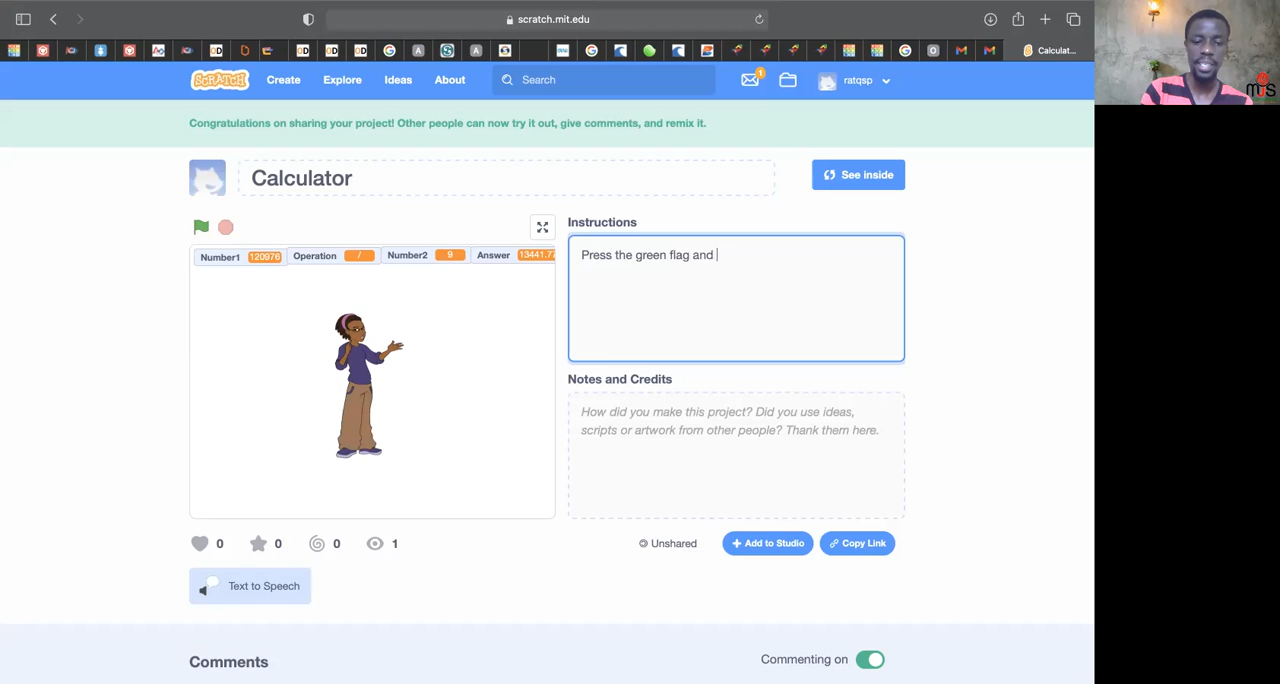 scratch.mit.edu
Calculat...
SCRATCH
Create
Explore
Ideas
About
Search
1
ratqsp
Congratulations on sharing your project! Other people can now try it out, give comments, and remix it.
Calculator
See inside
Instructions
Press the green flag and
Number1 120976
Operation /
Number2 9
Answer 13441.77
Notes and Credits
How did you make this project? Did you use ideas,
scripts or artwork from other people? Thank them here.
0
0
0
1
Unshared
Add to Studio
Copy Link
Text to Speech
Comments
Commenting on